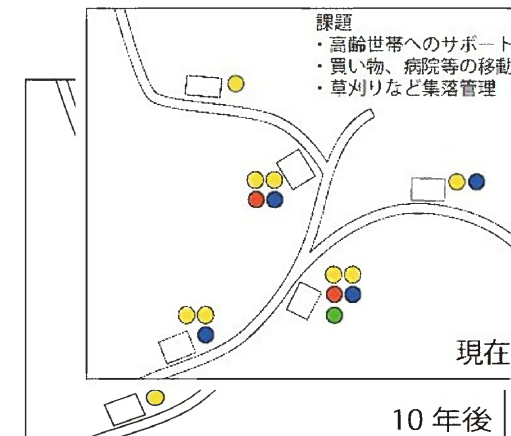 課題
・高齢世帯へのサポート
・買い物、病院等の移動
・草刈りなど集落管理
現在
10 年後